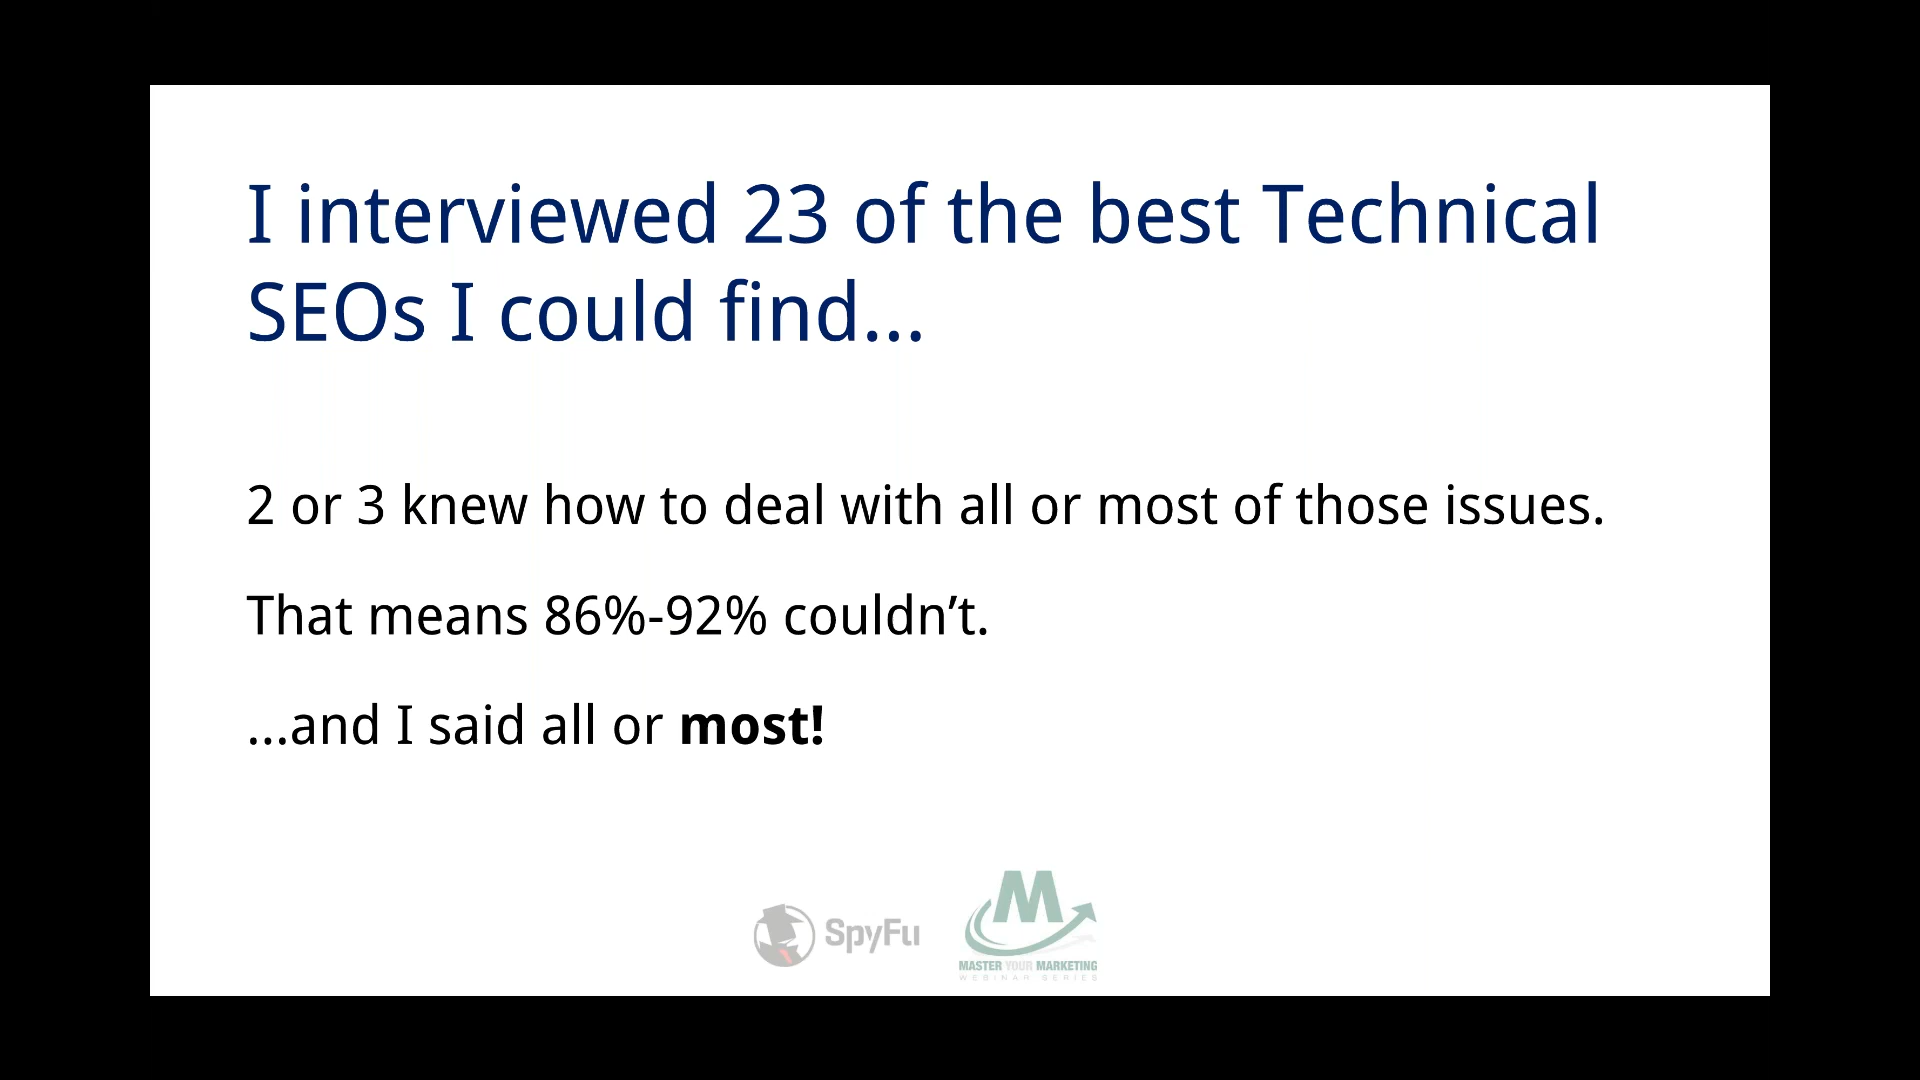 I interviewed 23 of the best Technical
SEOs I could find...
2 or 3 knew how to deal with all or most of those issues.
That means 86%-92% couldn’t.
...and I said all or most!
SpyFu
M
MASTER YOUR MARKETING
WEBINAR SERIES